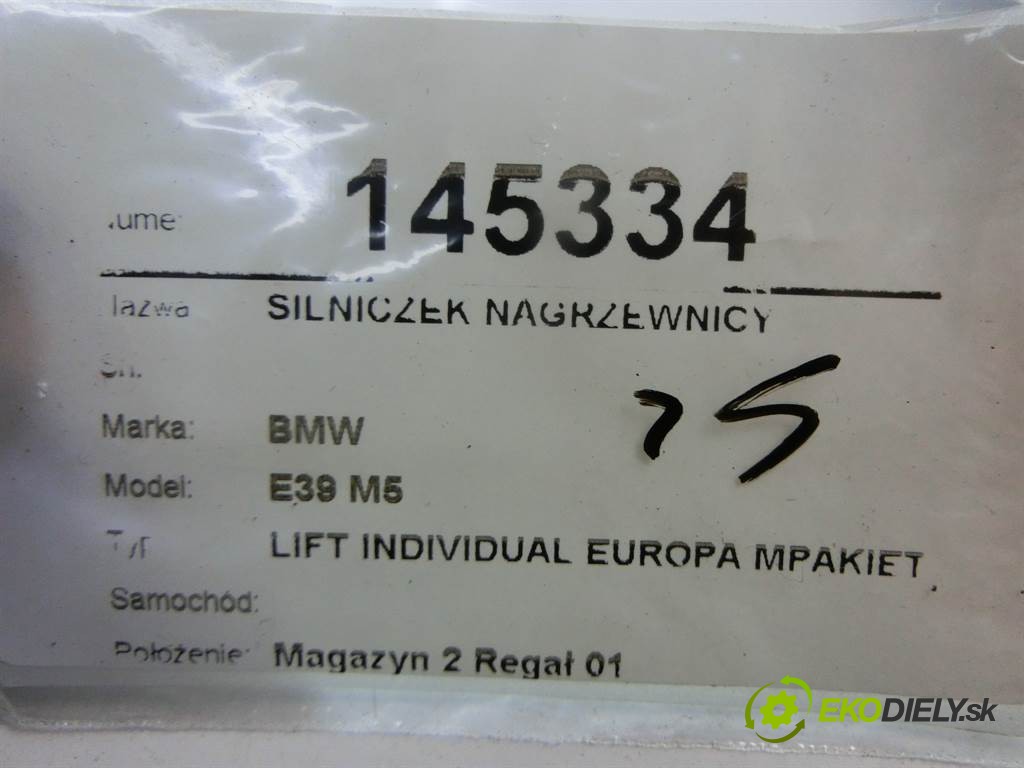 145334
SILNICZEK NAGRZEWNICY
Marka: BMW
Model: E39 M5
LIFT INDIVIDUAL EUROPA MPAKIET,
Samochód:
Położenie: Magazyn 2 Regał 01
EKODIELY.sk